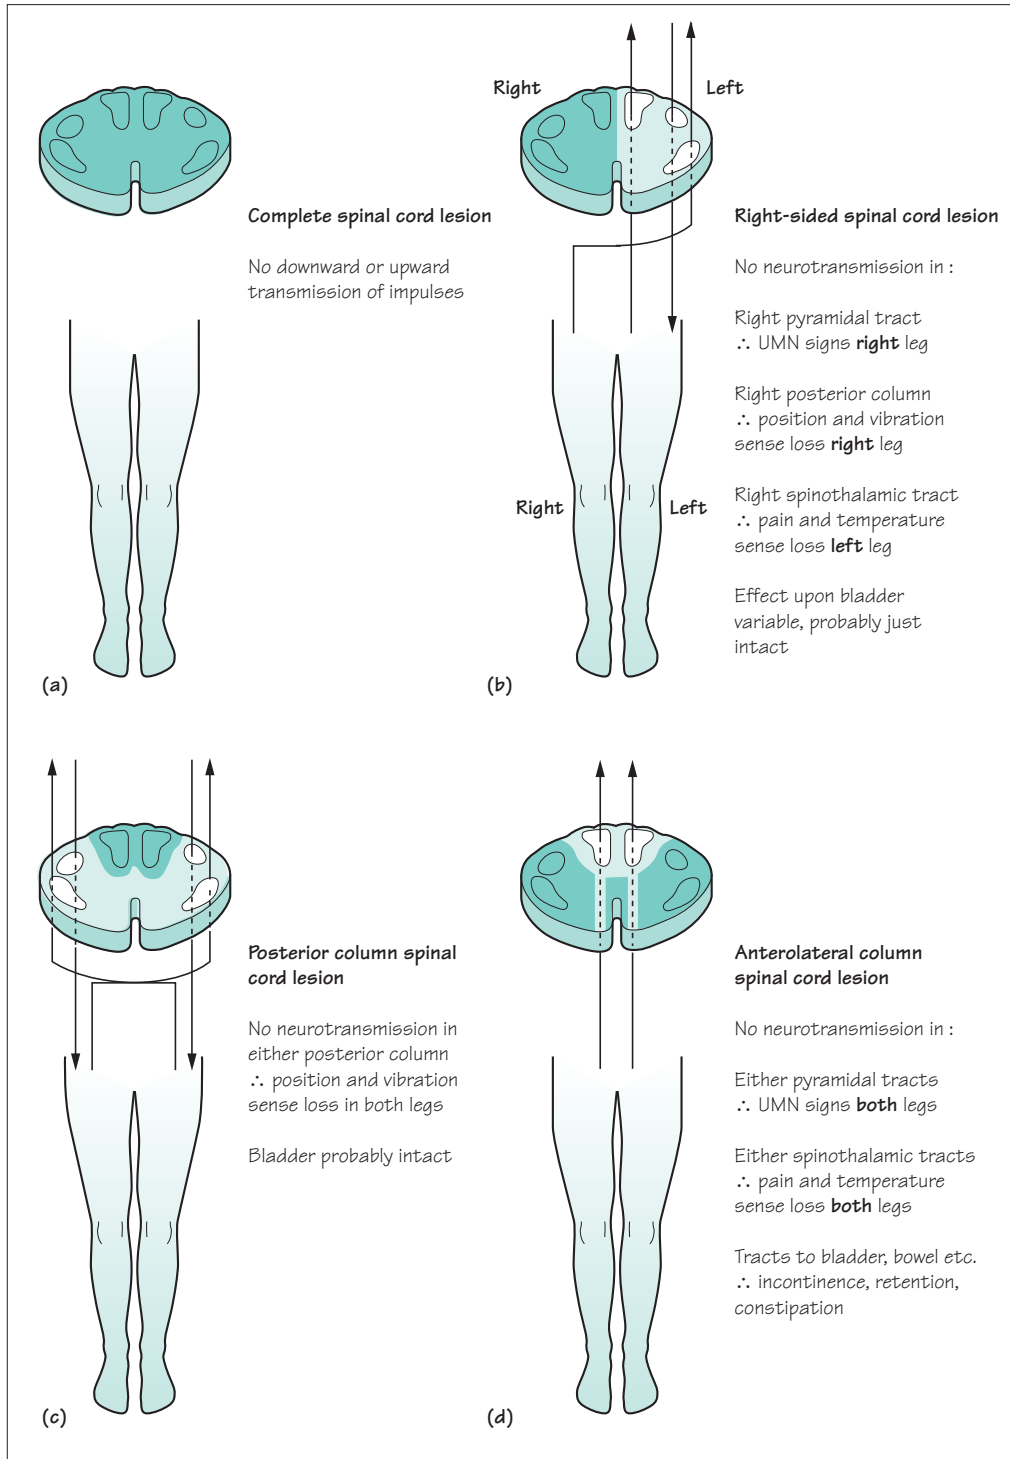 Complete spinal cord lesion
No downward or upward
transmission of impulses
(a)
Right
Left
Right-sided spinal cord lesion
No neurotransmission in :
Right pyramidal tract
∴ UMN signs right leg
Right posterior column
∴ position and vibration
sense loss right leg
Right
Left
Right spinothalamic tract
∴ pain and temperature
sense loss left leg
Effect upon bladder
variable, probably just
intact
(b)
Posterior column spinal
cord lesion
No neurotransmission in
either posterior column
∴ position and vibration
sense loss in both legs
Bladder probably intact
(c)
Anterolateral column
spinal cord lesion
No neurotransmission in :
Either pyramidal tracts
∴ UMN signs both legs
Either spinothalamic tracts
∴ pain and temperature
sense loss both legs
Tracts to bladder, bowel etc.
∴ incontinence, retention,
constipation
(d)